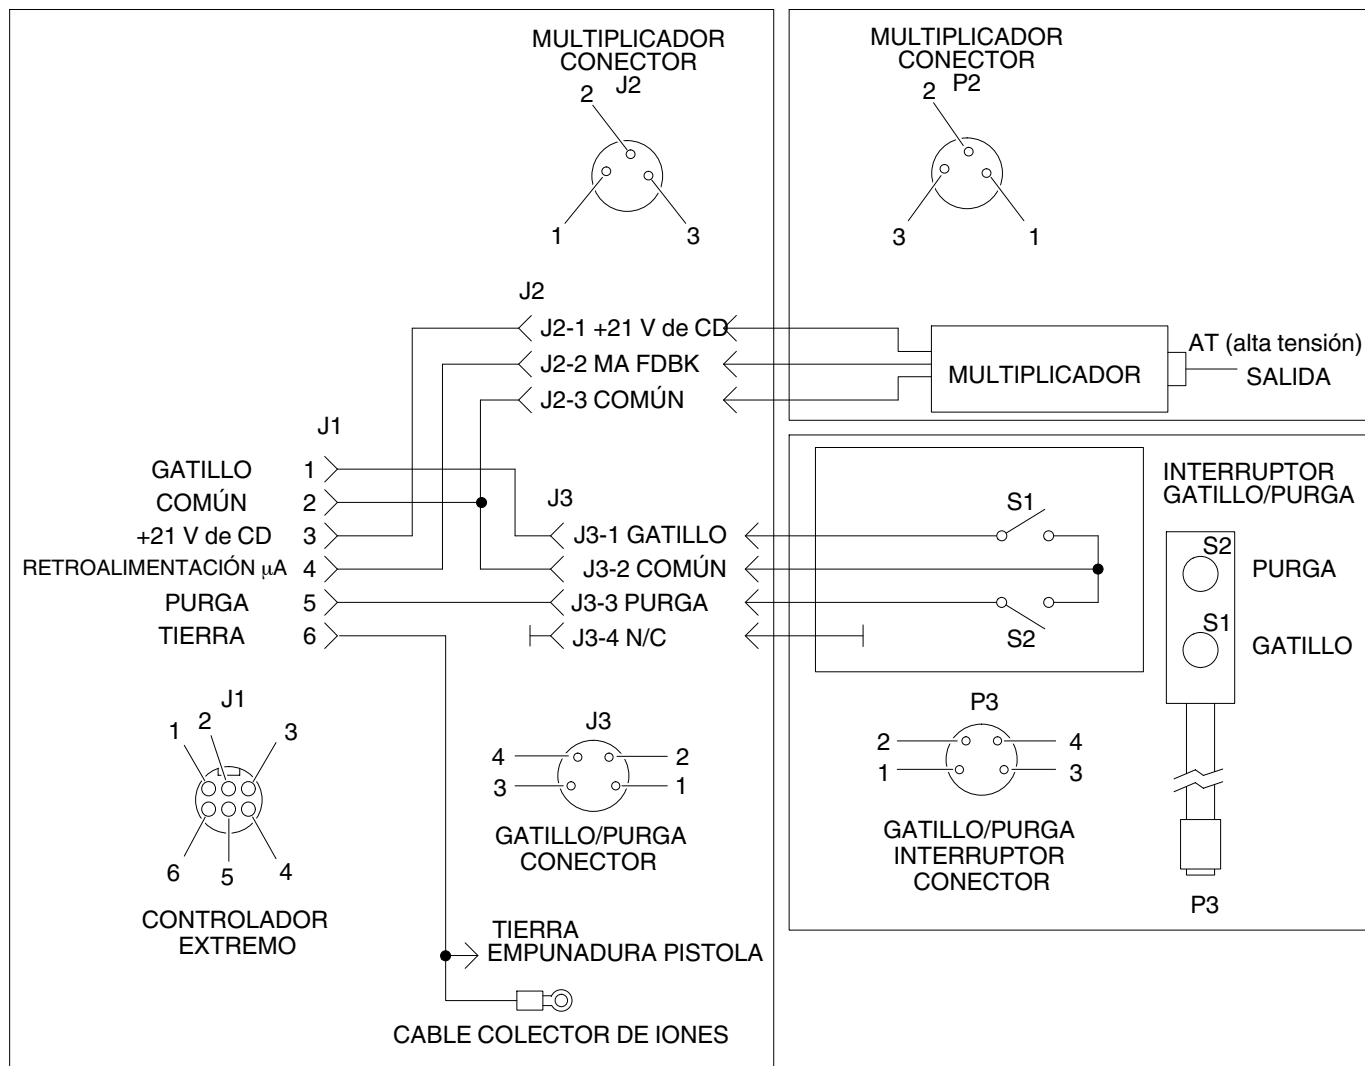 MULTIPLICADOR
CONECTOR
J2
2
1
3
MULTIPLICADOR
CONECTOR
P2
2
3
1
J2
J2-1 +21 V de CD
J2-2 MA FDBK
J2-3 COMÚN
MULTIPLICADOR
AT (alta tensión)
SALIDA
J1
GATILLO 1
COMÚN 2
+21 V de CD 3
RETROALIMENTACIÓN µA 4
PURGA 5
TIERRA 6
J3
J3-1 GATILLO
J3-2 COMÚN
J3-3 PURGA
J3-4 N/C
S1
S2
INTERRUPTOR
GATILLO/PURGA
S2
PURGA
S1
GATILLO
P3
J1
1 2 3
6 5 4
CONTROLADOR
EXTREMO
J3
4 2
3 1
GATILLO/PURGA
CONECTOR
P3
2 4
1 3
GATILLO/PURGA
INTERRUPTOR
CONECTOR
TIERRA
EMPUNADURA PISTOLA
CABLE COLECTOR DE IONES